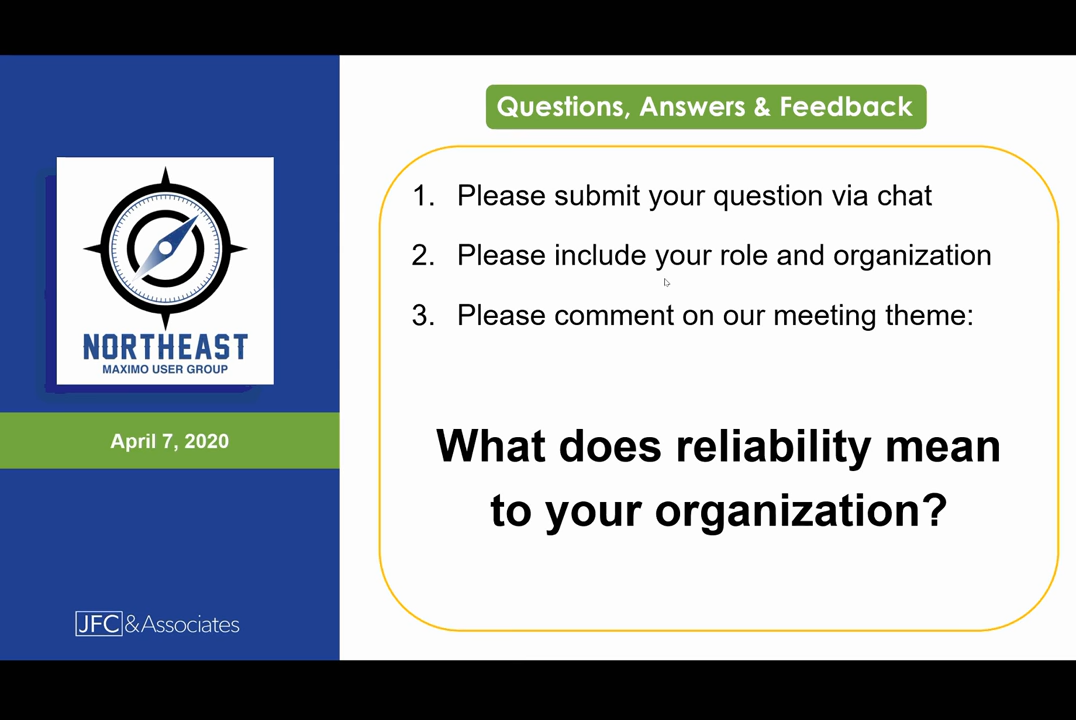 Questions, Answers & Feedback
1. Please submit your question via chat
2. Please include your role and organization
3. Please comment on our meeting theme:
What does reliability mean
to your organization?
NORTHEAST
MAXIMO USER GROUP
April 7, 2020
JFC&Associates